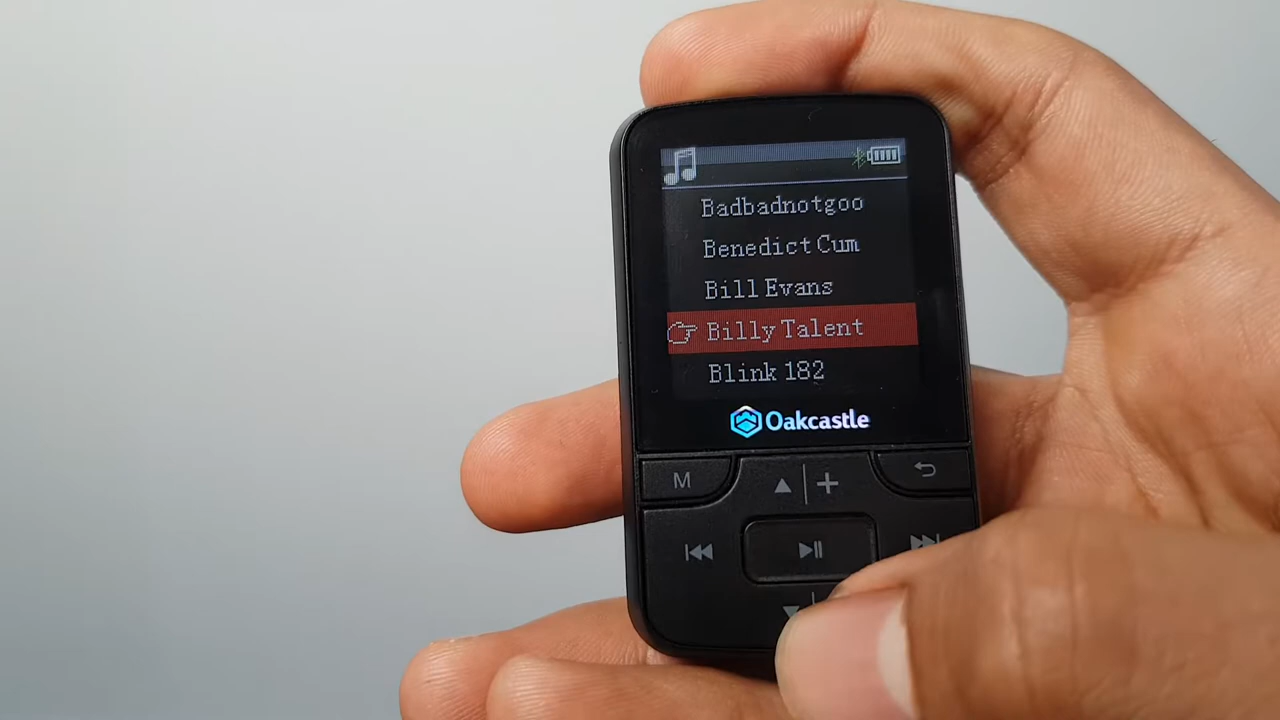 Badbadnotgoo
Benedict Cum
Bill Evans
Billy Talent
Blink 182
Oakcastle
M